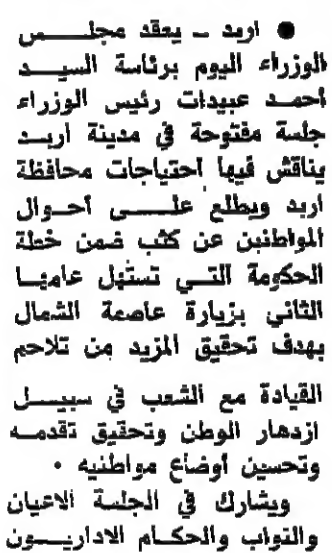 ● اربد ـ يعقد مجلس
الوزراء اليوم برئاسة السيد
أحمد عبيدات رئيس الوزراء
جلسة مفتوحة في مدينة اربد
يناقش فيها احتياجات محافظة
اربد ويطلع على أحوال
المواطنين عن كثب ضمن خطة
الحكومة التي تستهل عامها
الثاني بزيارة عاصمة الشمال
بهدف تحقيق المزيد من تلاحم
القيادة مع الشعب في سبيل
ازدهار الوطن وتحقيق تقدمه
وتحسين أوضاع مواطنيه .
ويشارك في الجلسة الاعيان
والنواب والحكام الاداريون